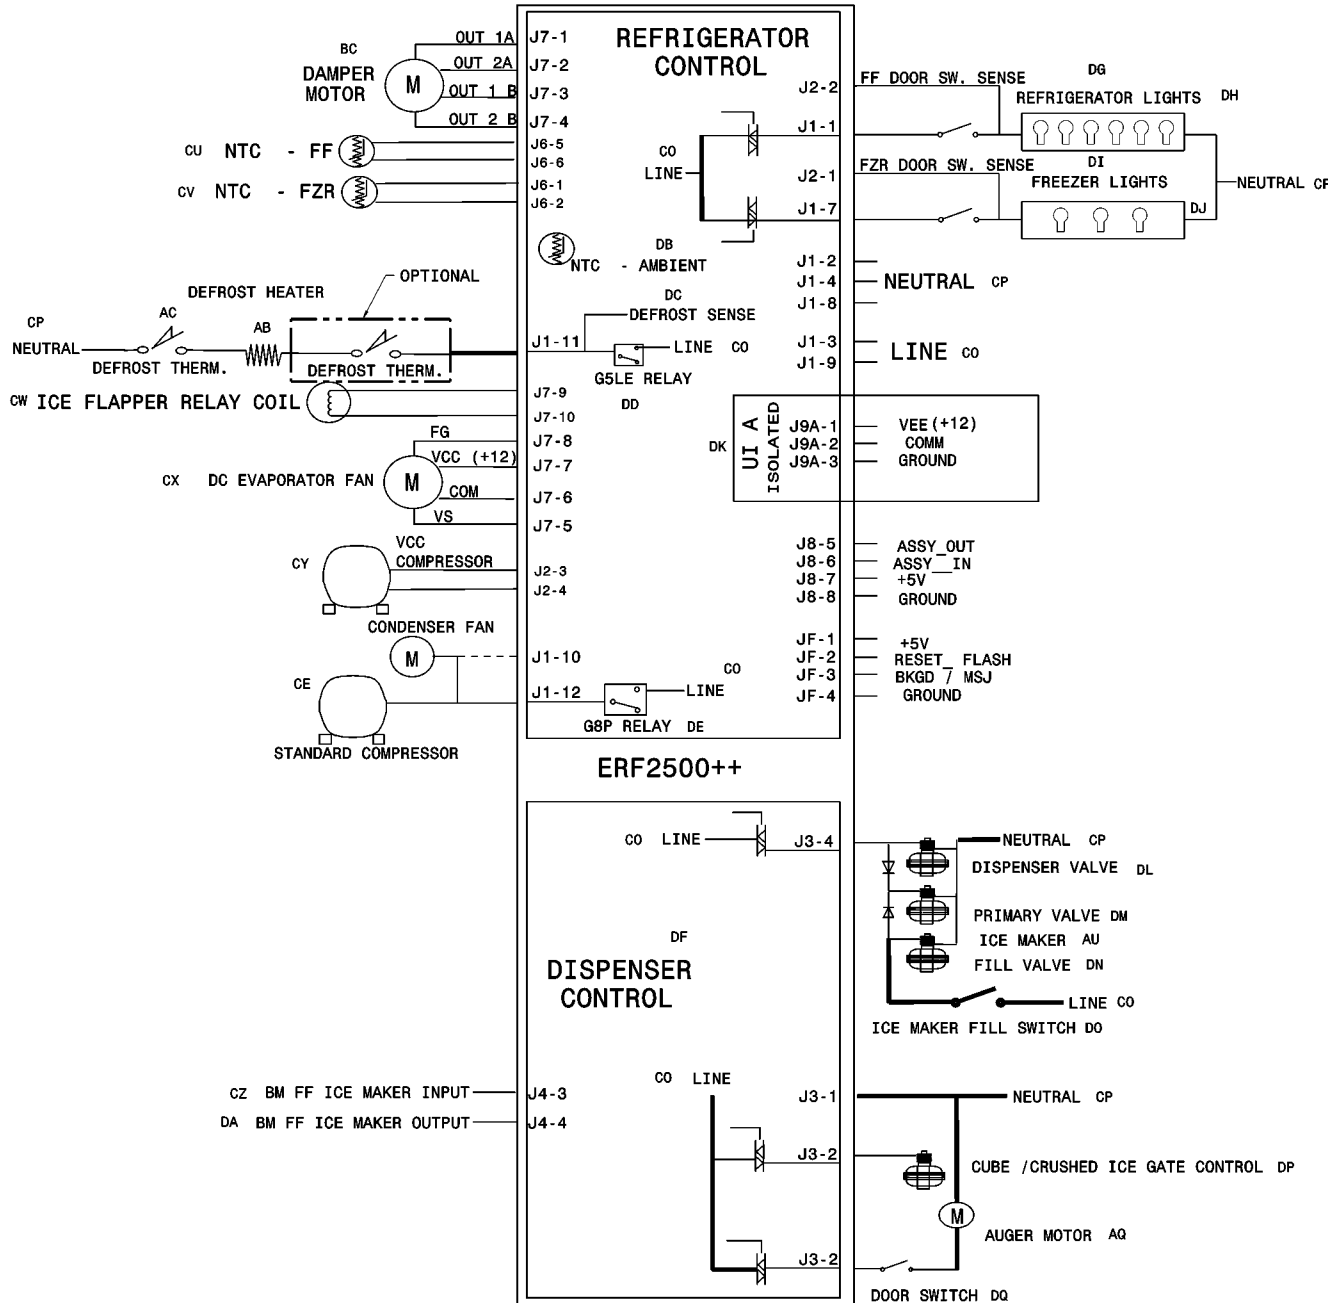 REFRIGERATOR
CONTROL
BC
DAMPER
MOTOR
M
OUT 1A
OUT 2A
OUT 1 B
OUT 2 B
J7-1
J7-2
J7-3
J7-4
CU NTC - FF
J6-5
J6-6
CV NTC - FZR
J6-1
J6-2
J2-2
FF DOOR SW. SENSE
DG
REFRIGERATOR LIGHTS DH
J1-1
CO
LINE
J2-1
FZR DOOR SW. SENSE
DI
FREEZER LIGHTS
DJ
NEUTRAL CP
J1-7
DB
NTC - AMBIENT
J1-2
J1-4
J1-8
NEUTRAL CP
OPTIONAL
DEFROST HEATER
CP
NEUTRAL
AC
DEFROST THERM.
AB
DEFROST THERM.
J1-11
DC
DEFROST SENSE
LINE CO
G5LE RELAY
DD
J1-3
J1-9
LINE CO
CW ICE FLAPPER RELAY COIL
J7-9
J7-10
DK
UI A
ISOLATED
J9A-1
J9A-2
J9A-3
VEE (+12)
COMM
GROUND
CX DC EVAPORATOR FAN
M
FG
VCC (+12)
COM
VS
J7-8
J7-7
J7-6
J7-5
CY
VCC
COMPRESSOR
J2-3
J2-4
J8-5
J8-6
J8-7
J8-8
ASSY_OUT
ASSY__IN
+5V
GROUND
CONDENSER FAN
M
J1-10
CE
STANDARD COMPRESSOR
J1-12
CO
LINE
G8P RELAY DE
JF-1
JF-2
JF-3
JF-4
+5V
RESET_ FLASH
BKGD / MSJ
GROUND
ERF2500++
CO LINE
J3-4
NEUTRAL CP
DISPENSER VALVE DL
PRIMARY VALVE DM
ICE MAKER AU
FILL VALVE DN
LINE CO
ICE MAKER FILL SWITCH DO
DF
DISPENSER
CONTROL
CZ BM FF ICE MAKER INPUT
J4-3
DA BM FF ICE MAKER OUTPUT
J4-4
CO LINE
J3-1
NEUTRAL CP
J3-2
CUBE /CRUSHED ICE GATE CONTROL DP
M
AUGER MOTOR AQ
J3-2
DOOR SWITCH DQ